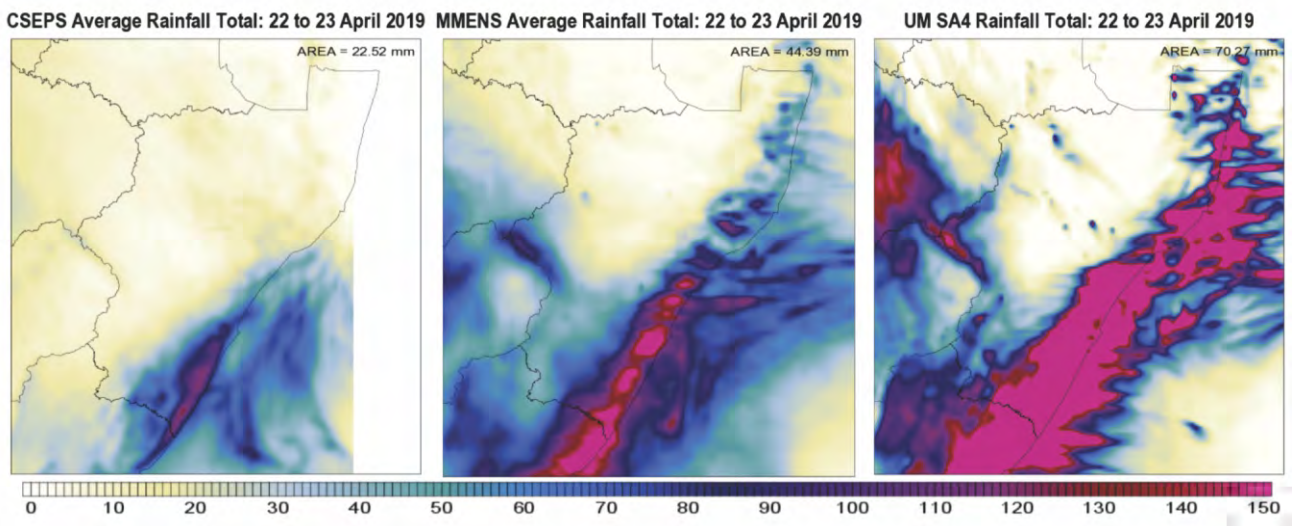 CSEPS Average Rainfall Total: 22 to 23 April 2019
AREA = 22.52 mm
MMENS Average Rainfall Total: 22 to 23 April 2019
AREA = 44.39 mm
UM SA4 Rainfall Total: 22 to 23 April 2019
AREA = 70.27 mm
0 10 20 30 40 50 60 70 80 90 100 110 120 130 140 150